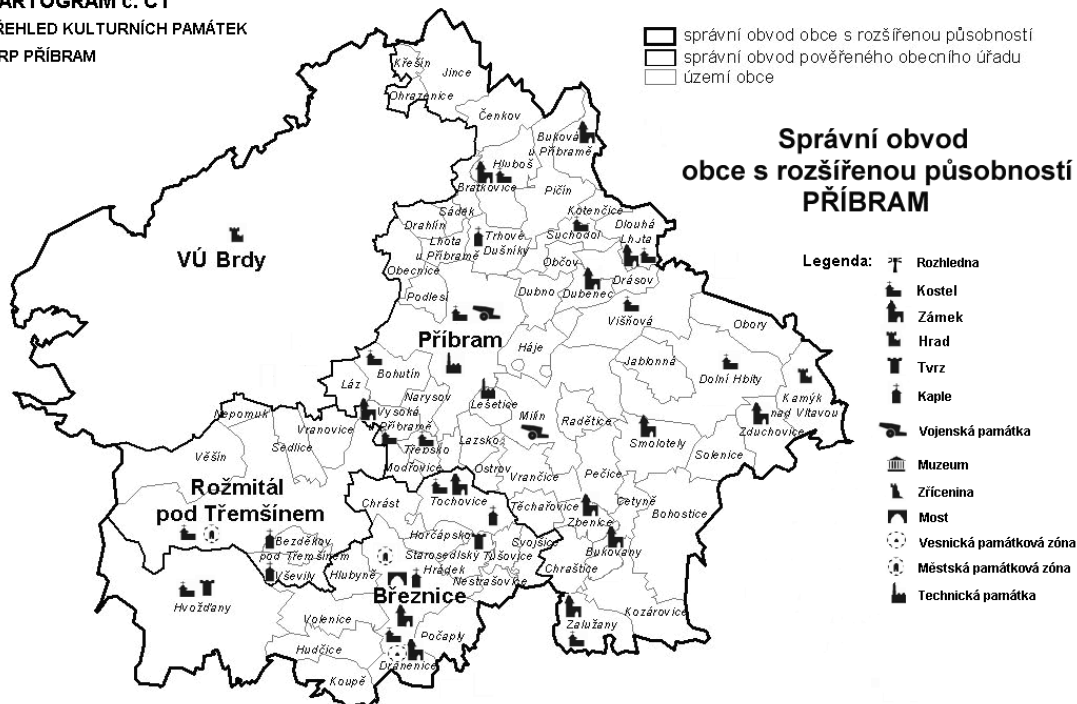 ARTOGRAM č. C1
ŘEHLED KULTURNÍCH PAMÁTEK
RP PŘÍBRAM
správní obvod obce s rozšířenou působností
správní obvod pověřeného obecního úřadu
území obce
Správní obvod
obce s rozšířenou působností
PŘÍBRAM
Legenda:
Rozhledna
Kostel
Zámek
Hrad
Tvrz
Kaple
Vojenská památka
Muzeum
Zřícenina
Most
Vesnická památková zóna
Městská památková zóna
Technická památka
Křešín
Jince
Ohrazenice
Čenkov
Buková
u Příbramě
Hluboš
Bratkovice
Pičín
Sádek
Drahlín
Kotenčice
Dlouhá
Lhota
Lhota
u Příbramě
Trhové
Dušníky
Suchodol
Občov
Obecnice
VÚ Brdy
Drásov
Dubenec
Dubno
Podlesí
Višňová
Příbram
Obory
Háje
Jablonná
Bohutín
Dolní Hbity
Láz
Narysov
Kamýk
nad Vltavou
Lešetice
Vysoká
Příbramě
Milín
Radětice
Zduchovice
Nepomuk
Vranovice
Sedlice
Smolotely
Třebsko
Lazsko
Solenice
Věšín
Modřovice
Ostrov
Vrančice
Pečice
Rožmitál
pod Třemšínem
Chrást
Tochovice
Těchařovice
Cetyně
Zbenice
Bohostice
Horčápsko
Svojšice
Bezděkov
pod Třemšínem
Starosedlský
Hrádek
Tušovice
Bukovany
Vševily
Hlubyně
Nestrašovice
Chraštice
Březnice
Hvožďany
Kozárovice
Volenice
Počaply
Zalužany
Hudčice
Drahenice
Koupě